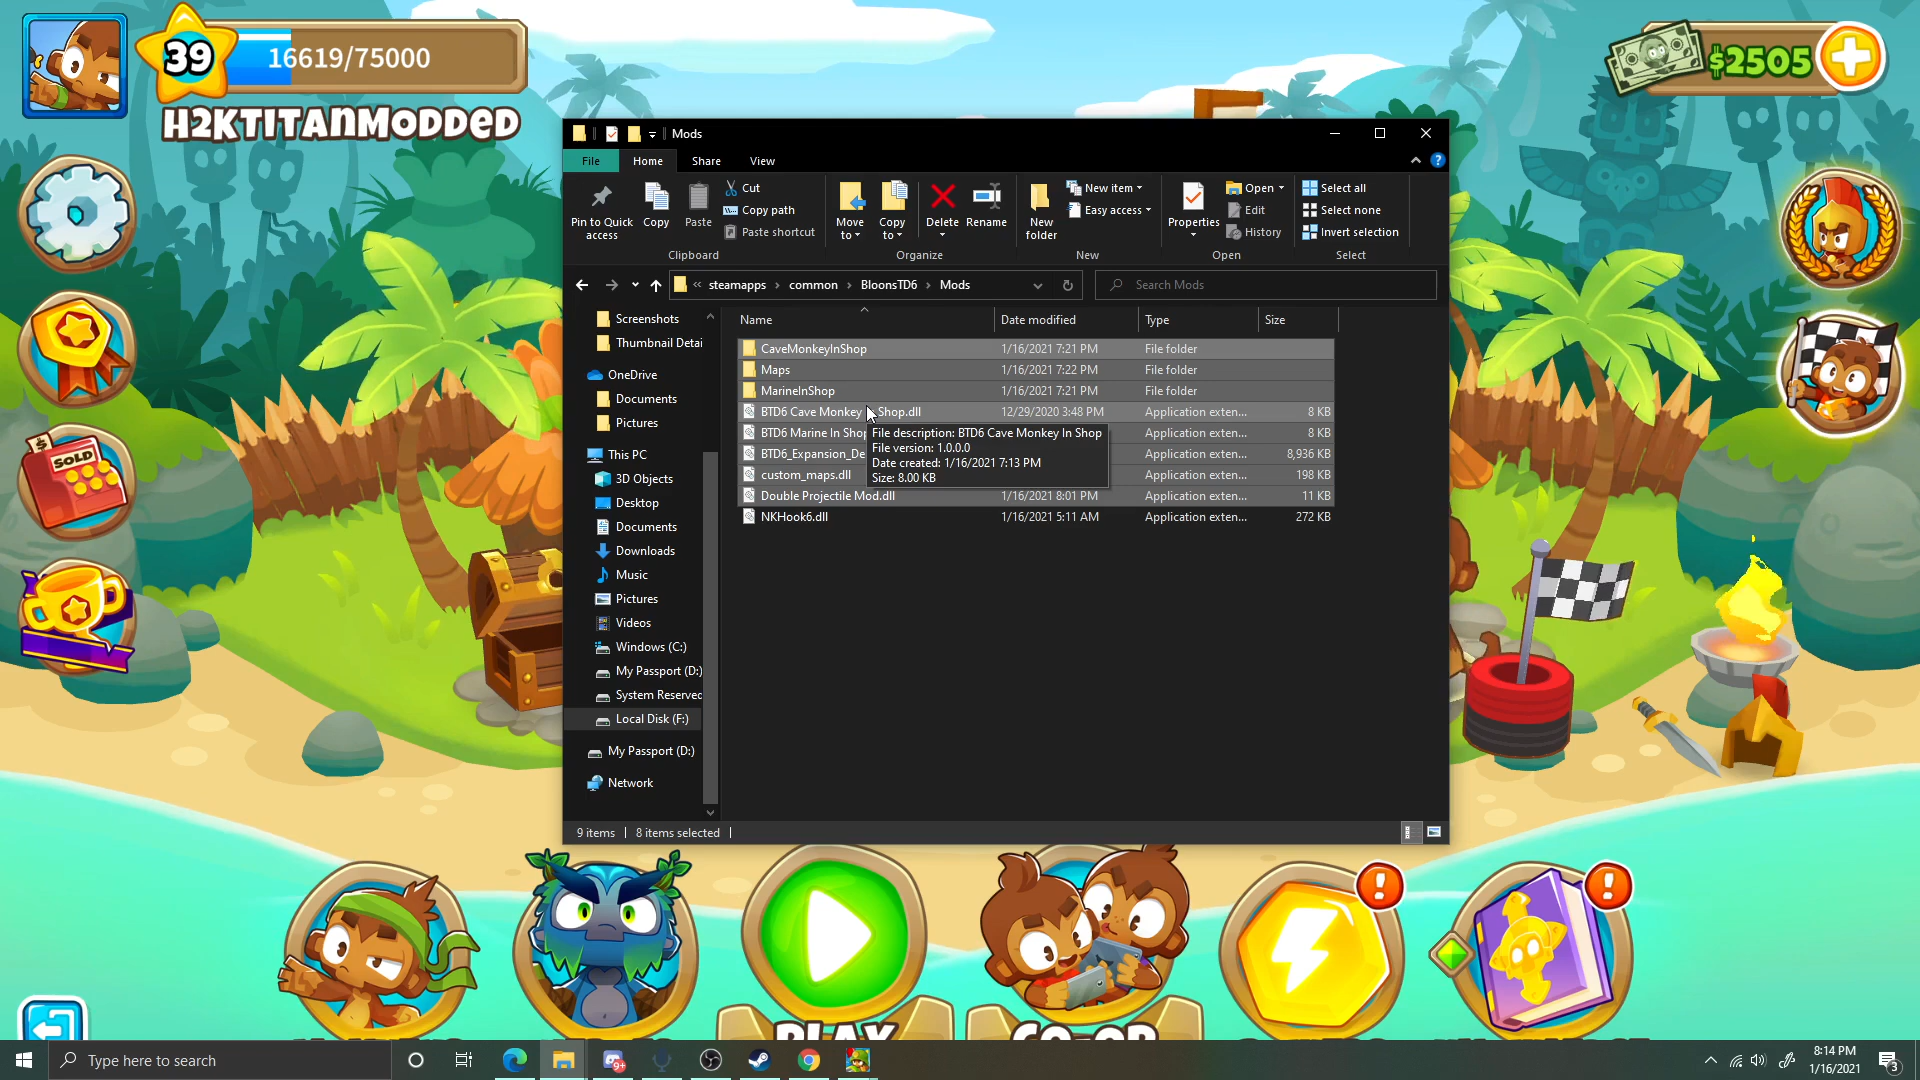 39
16619/75000
H2KTITANMODDED
$2505
Mods
File
Home
Share
View
Pin to Quick access
Copy
Paste
Cut
Copy path
Paste shortcut
Clipboard
Move to
Copy to
Delete
Rename
Organize
New folder
New item
Easy access
New
Properties
Open
Edit
History
Open
Select all
Select none
Invert selection
Select
« steamapps › common › BloonsTD6 › Mods
Search Mods
Screenshots
Thumbnail Detai
OneDrive
Documents
Pictures
This PC
3D Objects
Desktop
Documents
Downloads
Music
Pictures
Videos
Windows (C:)
My Passport (D:)
System Reserved
Local Disk (F:)
My Passport (D:)
Network
Name Date modified Type Size
CaveMonkeyInShop 1/16/2021 7:21 PM File folder
Maps 1/16/2021 7:22 PM File folder
MarineInShop 1/16/2021 7:21 PM File folder
BTD6 Cave Monkey Shop.dll 12/29/2020 3:48 PM Application exten... 8 KB
BTD6 Marine In Shop Application exten... 8 KB
BTD6_Expansion_De Application exten... 8,936 KB
custom_maps.dll Application exten... 198 KB
Double Projectile Mod.dll 1/16/2021 8:01 PM Application exten... 11 KB
NKHook6.dll 1/16/2021 5:11 AM Application exten... 272 KB
File description: BTD6 Cave Monkey In Shop
File version: 1.0.0.0
Date created: 1/16/2021 7:13 PM
Size: 8.00 KB
9 items 8 items selected
SOLD
PLAY
CO-OP
Type here to search
9+
8:14 PM
1/16/2021
3